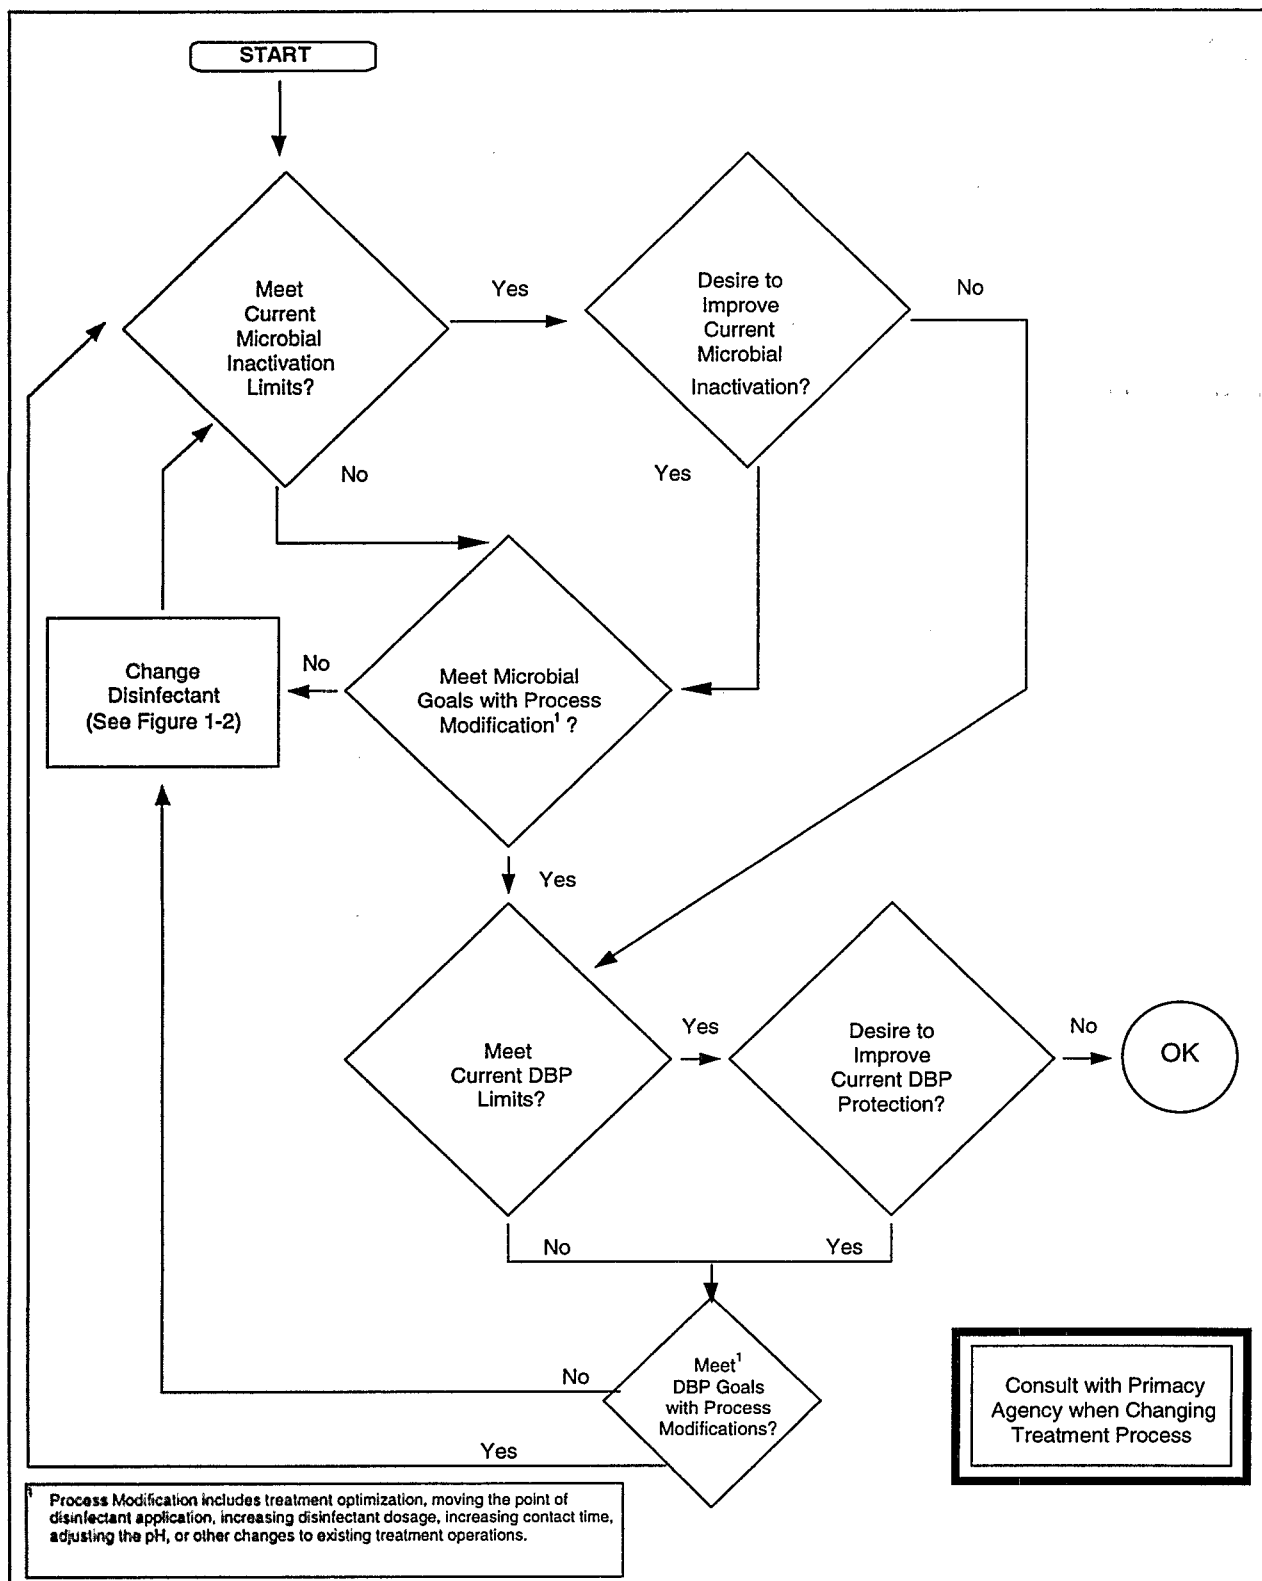 START
Meet
Current
Microbial
Inactivation
Limits?
Yes
Desire to
Improve
Current
Microbial
Inactivation?
No
No
Yes
Change
Disinfectant
(See Figure 1-2)
No
Meet Microbial
Goals with Process
Modification¹ ?
Yes
Meet
Current DBP
Limits?
Yes
Desire to
Improve
Current DBP
Protection?
No
OK
No
Yes
Meet¹
DBP Goals
with Process
Modifications?
No
Yes
Consult with Primacy
Agency when Changing
Treatment Process
¹ Process Modification includes treatment optimization, moving the point of
disinfectant application, increasing disinfectant dosage, increasing contact time,
adjusting the pH, or other changes to existing treatment operations.